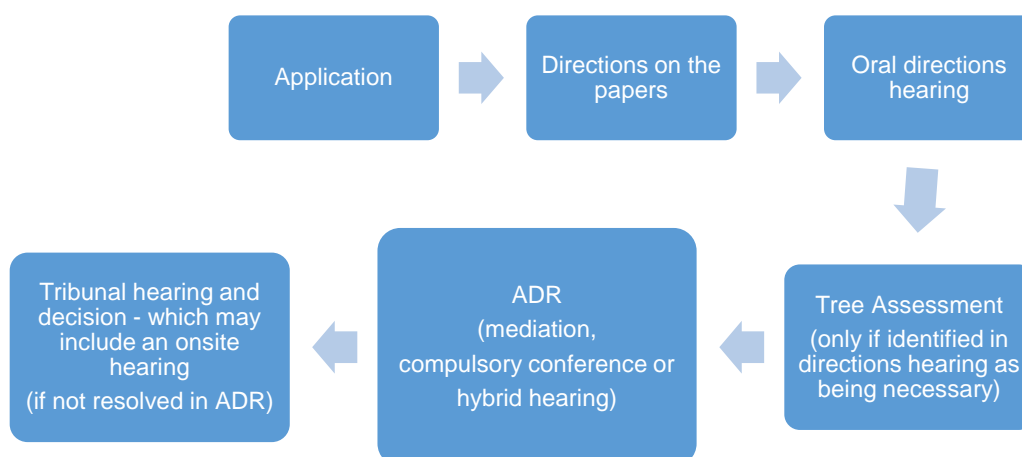 Application
Directions on the
papers
Oral directions
hearing
Tree Assessment
(only if identified in
directions hearing as
being necessary)
ADR
(mediation,
compulsory conference or
hybrid hearing)
Tribunal hearing and
decision - which may
include an onsite
hearing
(if not resolved in ADR)